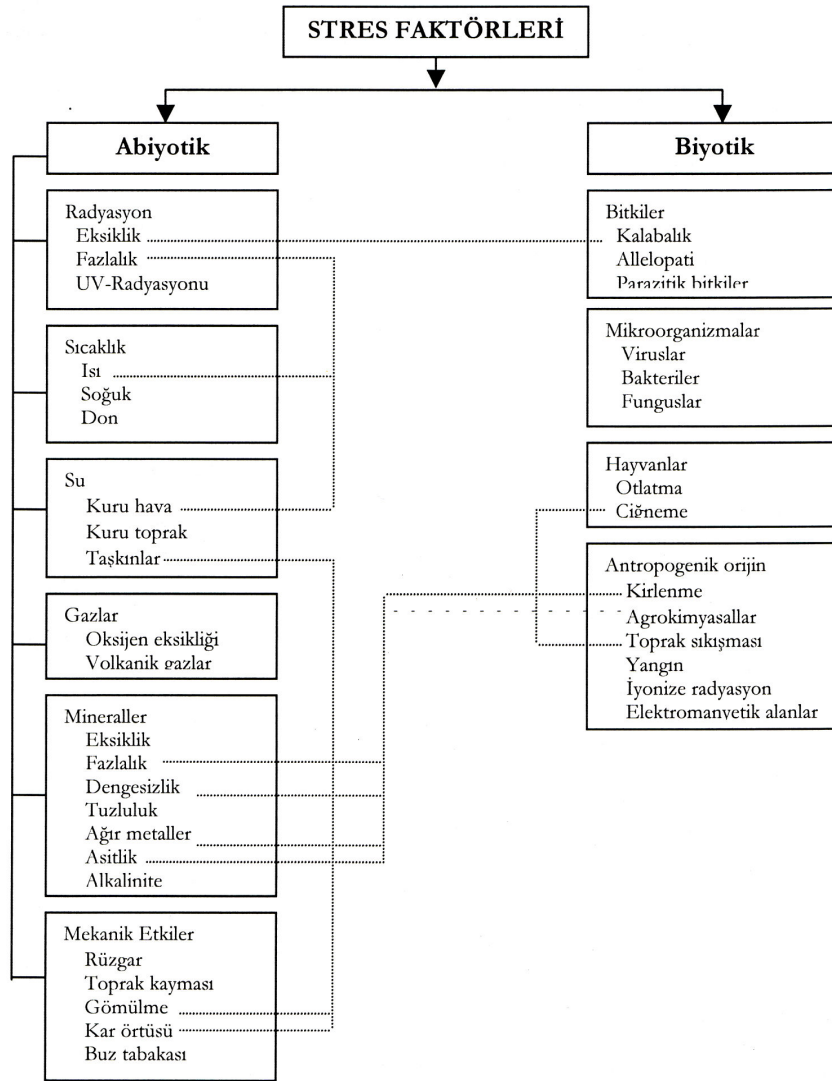 STRES FAKTÖRLERİ
Abiyotik
Radyasyon
Eksiklik
Fazlalık
UV-Radyasyonu
Sıcaklık
Isı
Soğuk
Don
Su
Kuru hava
Kuru toprak
Taşkınlar
Gazlar
Oksijen eksikliği
Volkanik gazlar
Mineraller
Eksiklik
Fazlalık
Dengesizlik
Tuzluluk
Ağır metaller
Asitlik
Alkalinite
Mekanik Etkiler
Rüzgar
Toprak kayması
Gömülme
Kar örtüsü
Buz tabakası
Biyotik
Bitkiler
Kalabalık
Allelopati
Parazitik bitkiler
Mikroorganizmalar
Viruslar
Bakteriler
Funguslar
Hayvanlar
Otlatma
Çiğneme
Antropogenik orijin
Kirlenme
Agrokimyasallar
Toprak sıkışması
Yangın
İyonize radyasyon
Elektromanyetik alanlar